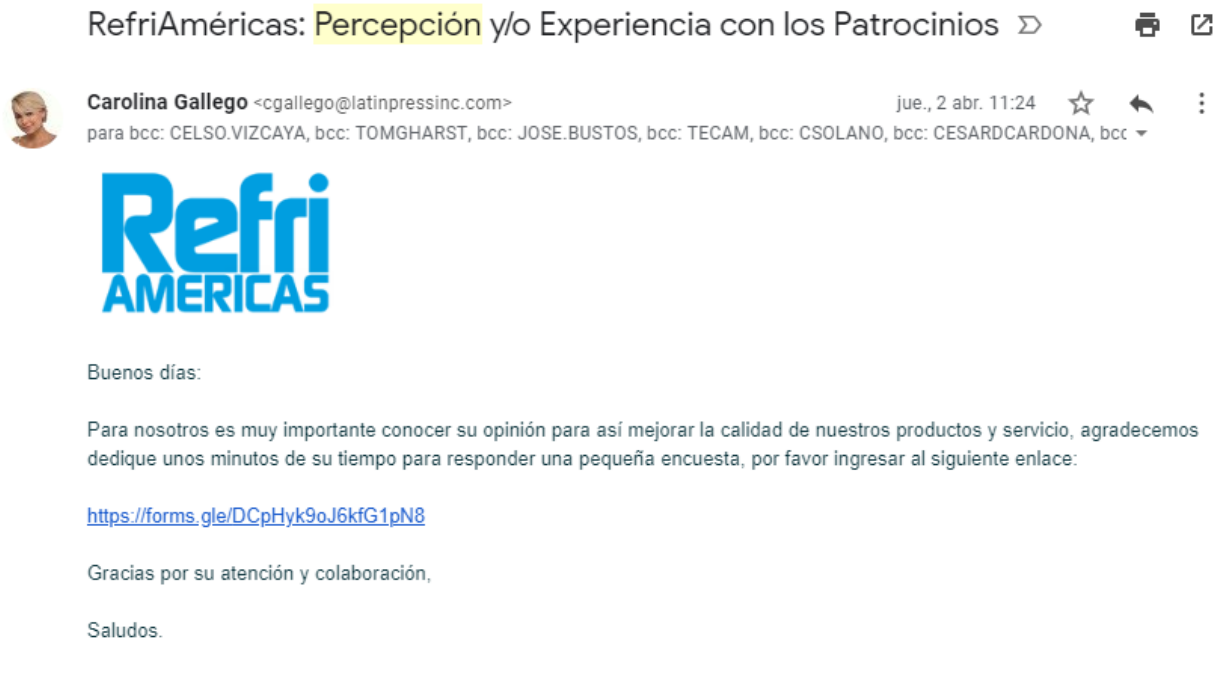 RefriAméricas: Percepción y/o Experiencia con los Patrocinios
Carolina Gallego <cgallego@latinpressinc.com>
jue., 2 abr. 11:24
para bcc: CELSO.VIZCAYA, bcc: TOMGHARST, bcc: JOSE.BUSTOS, bcc: TECAM, bcc: CSOLANO, bcc: CESARDCARDONA, bcc
Refri
AMERICAS
Buenos días:
Para nosotros es muy importante conocer su opinión para así mejorar la calidad de nuestros productos y servicio, agradecemos
dedique unos minutos de su tiempo para responder una pequeña encuesta, por favor ingresar al siguiente enlace:
https://forms.gle/DCpHyk9oJ6kfG1pN8
Gracias por su atención y colaboración,
Saludos.